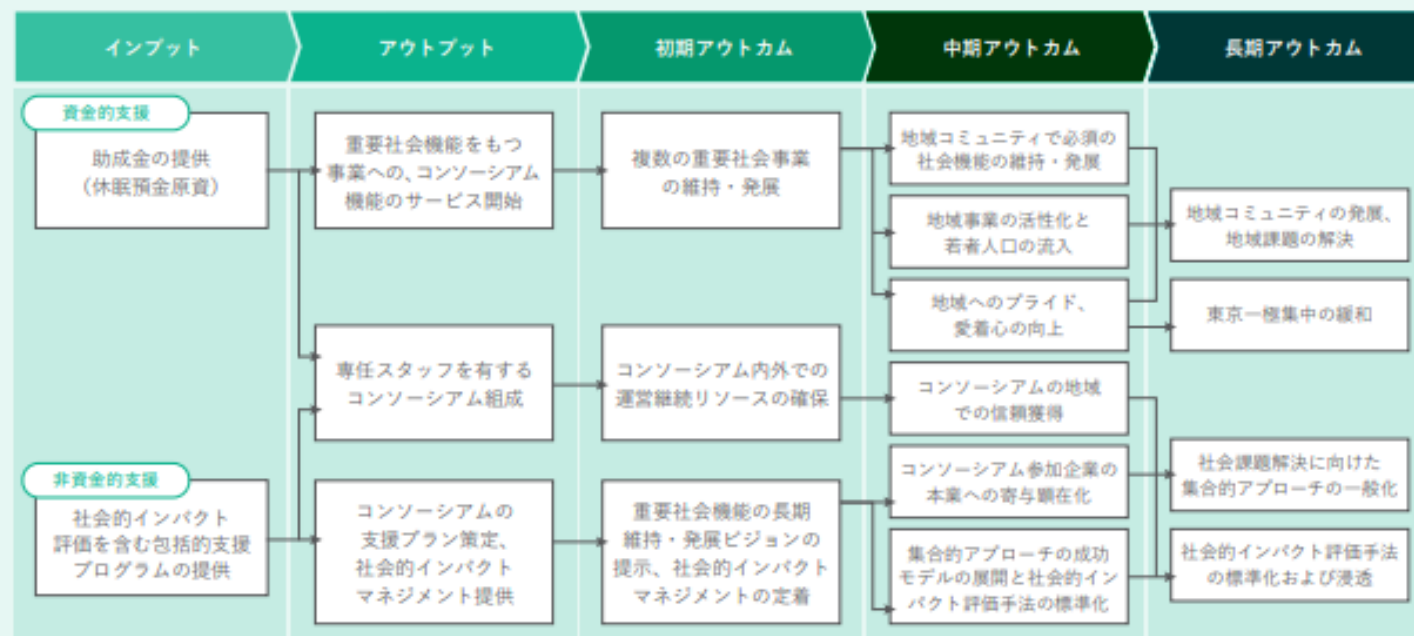 インプット
アウトプット
初期アウトカム
中期アウトカム
長期アウトカム
資金的支援
助成金の提供
（休眠預金原資）
非資金的支援
社会的インパクト
評価を含む包括的支援
プログラムの提供
重要社会機能をもつ
事業への、コンソーシアム
機能のサービス開始
専任スタッフを有する
コンソーシアム組成
コンソーシアムの
支援プラン策定、
社会的インパクト
マネジメント提供
複数の重要社会事業
の維持・発展
コンソーシアム内外での
運営継続リソースの確保
重要社会機能の長期
維持・発展ビジョンの
提示、社会的インパクト
マネジメントの定着
地域コミュニティで必須の
社会機能の維持・発展
地域事業の活性化と
若者人口の流入
地域へのプライド、
愛着心の向上
コンソーシアムの地域
での信頼獲得
コンソーシアム参加企業の
本業への寄与顕在化
集合的アプローチの成功
モデルの展開と社会的イン
パクト評価手法の標準化
地域コミュニティの発展、
地域課題の解決
東京一極集中の緩和
社会課題解決に向けた
集合的アプローチの一般化
社会的インパクト評価手法
の標準化および浸透